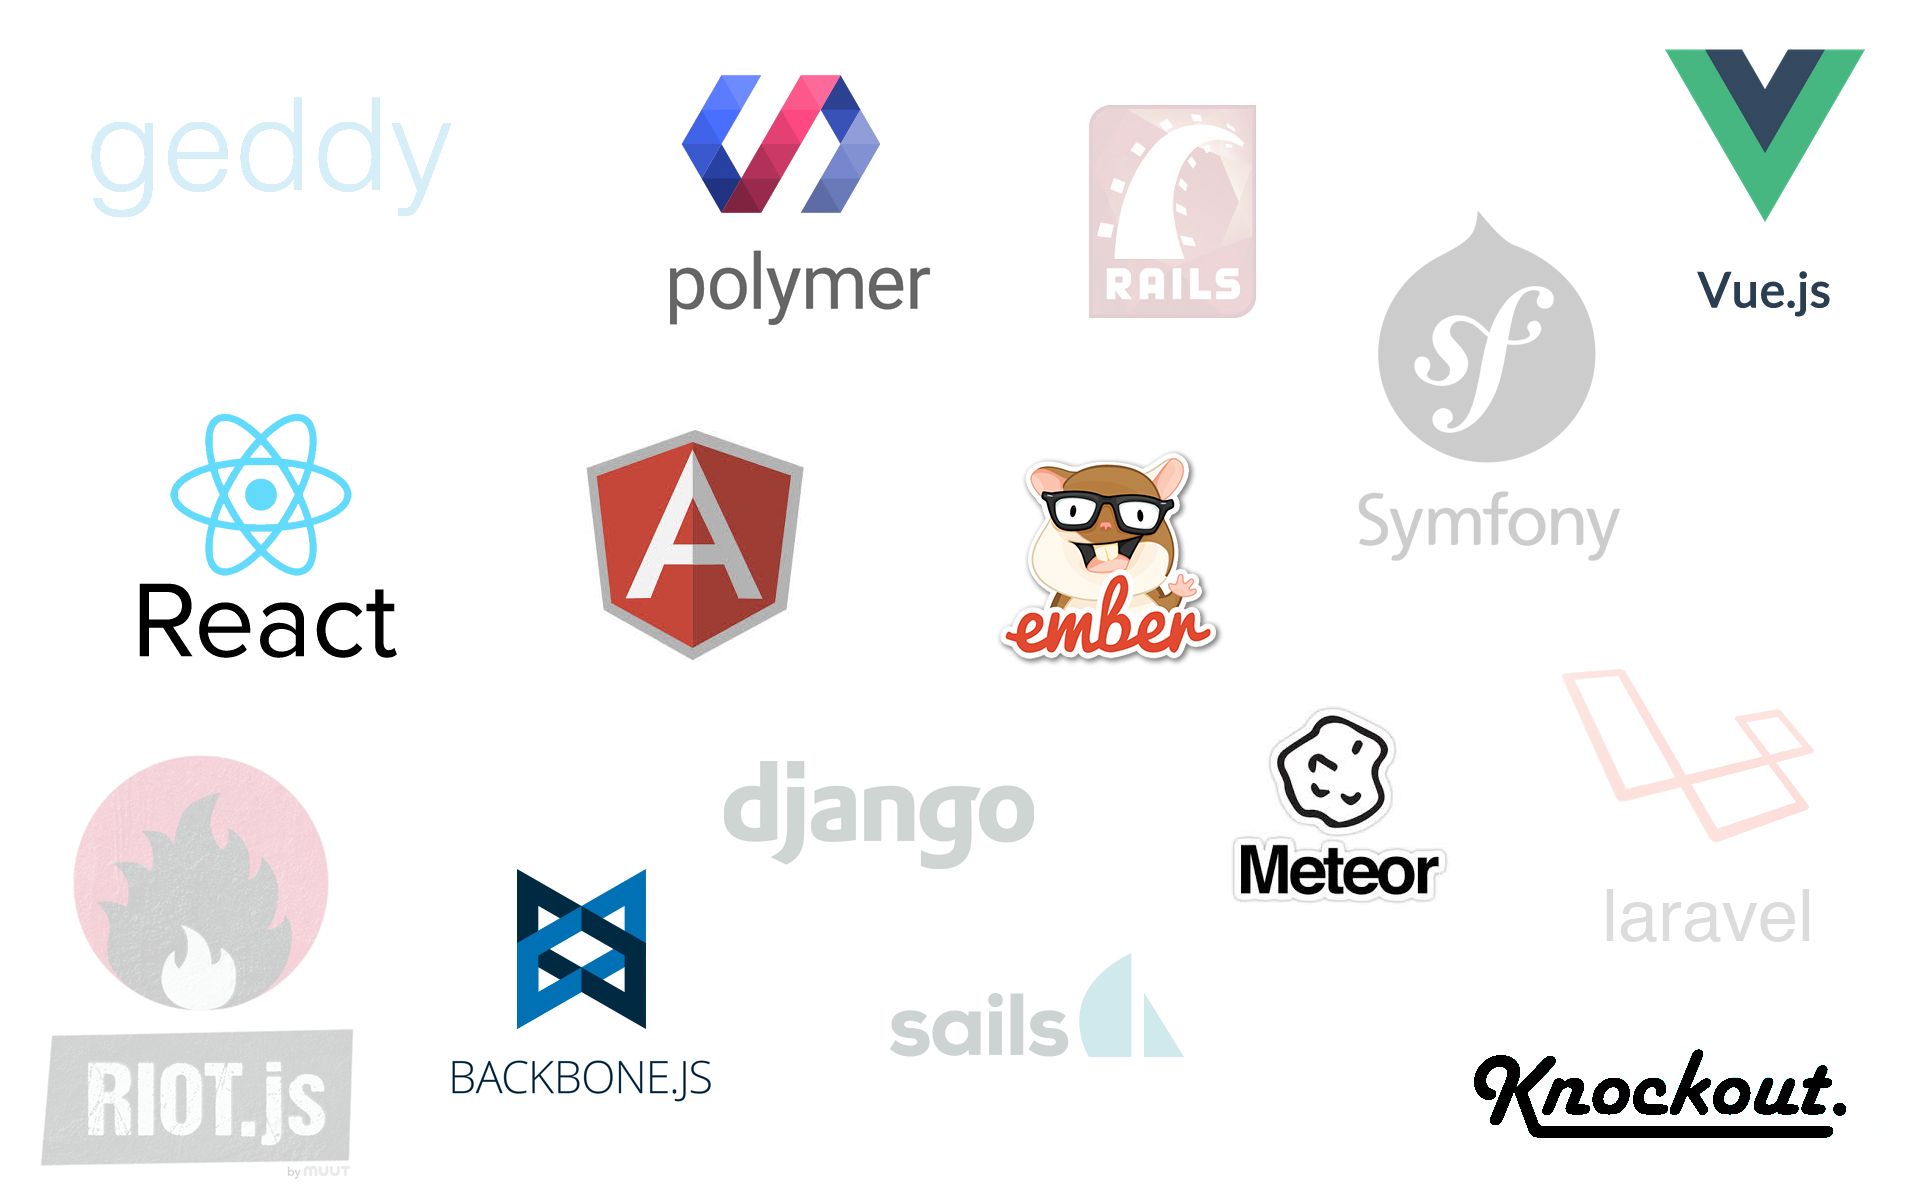 geddy
polymer
RAILS
Vue.js
sf
Symfony
React
A
ember
django
Meteor
laravel
RIOT.js
by MUUT
BACKBONE.JS
sails
Knockout.